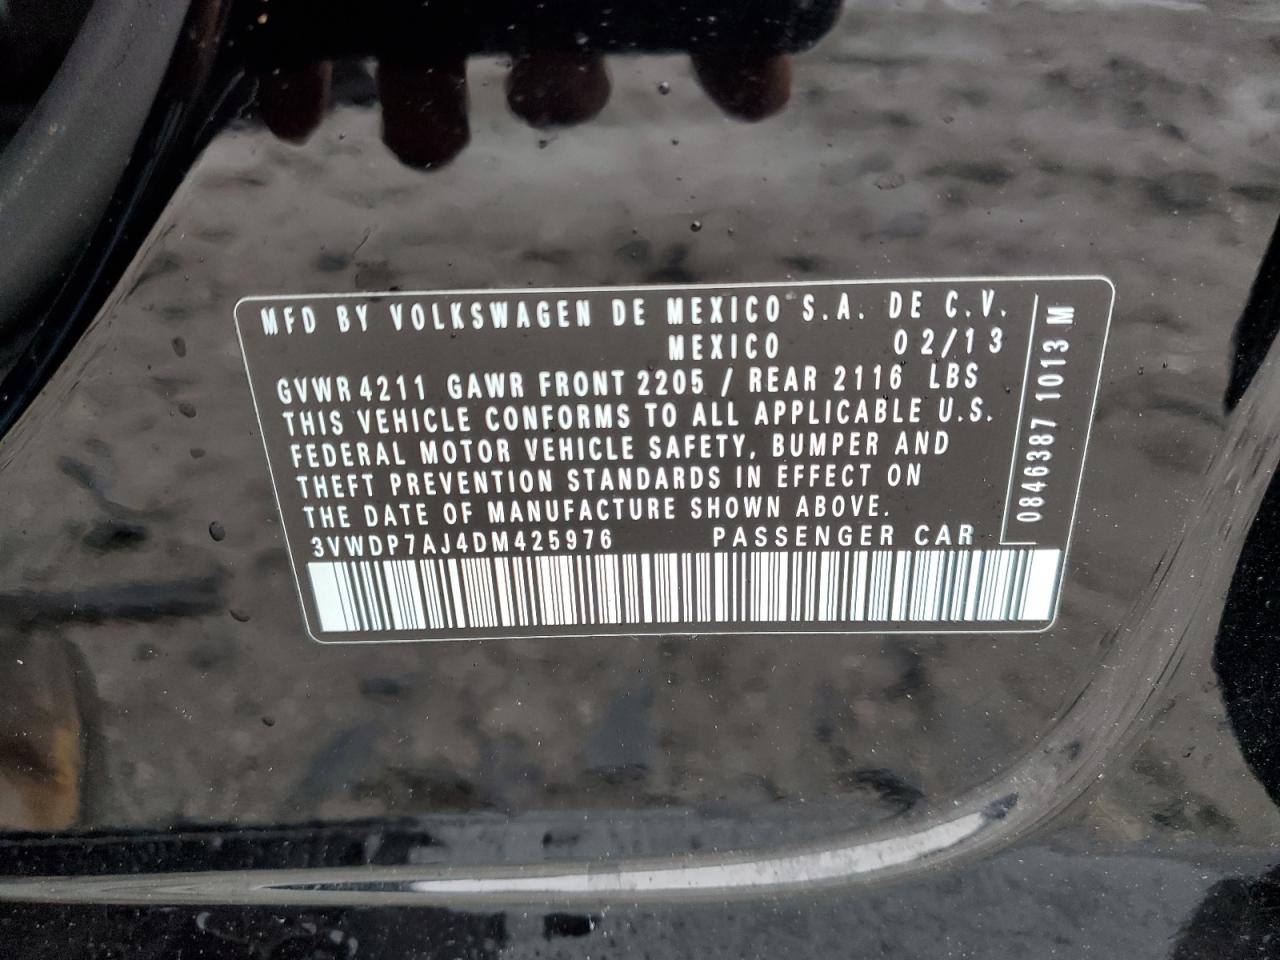 MFD BY VOLKSWAGEN DE MEXICO S.A. DE C.V.
MEXICO 02/13
GVWR 4211 GAWR FRONT 2205 / REAR 2116 LBS
THIS VEHICLE CONFORMS TO ALL APPLICABLE U.S.
FEDERAL MOTOR VEHICLE SAFETY, BUMPER AND
THEFT PREVENTION STANDARDS IN EFFECT ON
THE DATE OF MANUFACTURE SHOWN ABOVE.
3VWDP7AJ4DM425976 PASSENGER CAR
0846387 1013 M